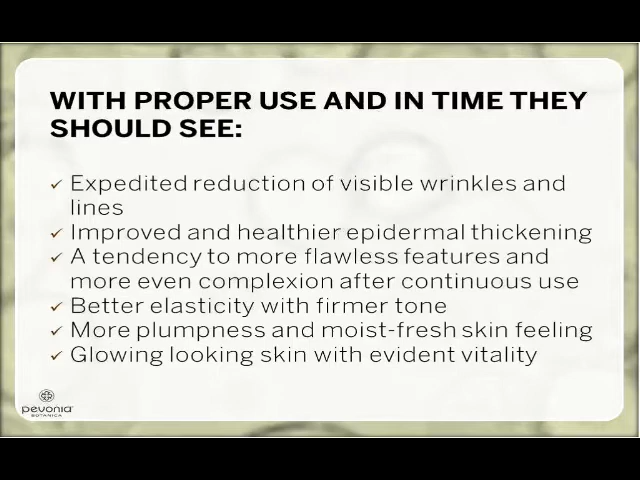 WITH PROPER USE AND IN TIME THEY
SHOULD SEE:
✓ Expedited reduction of visible wrinkles and
lines
✓ Improved and healthier epidermal thickening
✓ A tendency to more flawless features and
more even complexion after continuous use
✓ Better elasticity with firmer tone
✓ More plumpness and moist-fresh skin feeling
✓ Glowing looking skin with evident vitality
pevonia
BOTANICA